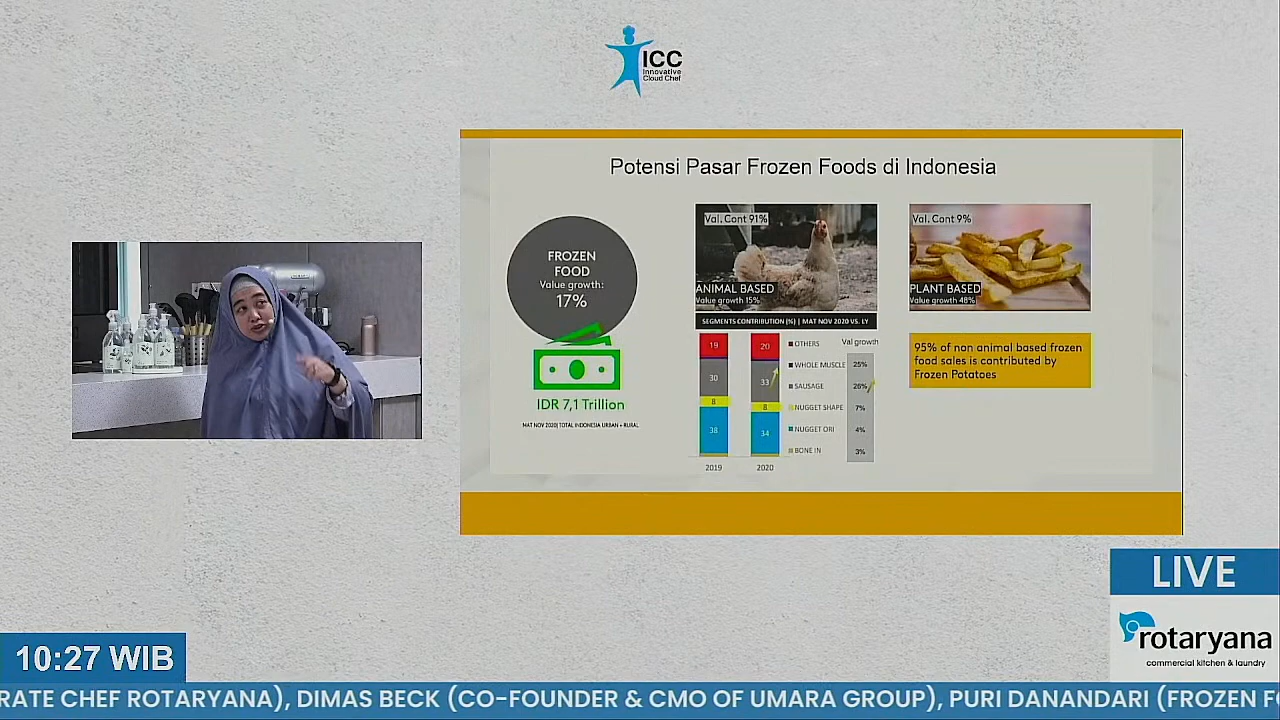 ICC
Innovative
Cloud Chef
Potensi Pasar Frozen Foods di Indonesia
FROZEN
FOOD
Value growth:
17%
IDR 7,1 Trillion
MAT NOV 2020| TOTAL INDONESIA URBAN + RURAL
Val. Cont 91%
ANIMAL BASED
Value growth 15%
SEGMENTS CONTRIBUTION (%) | MAT NOV 2020 VS. LY
Val growth
19
20
OTHERS
30
33
WHOLE MUSCLE
25%
SAUSAGE
26%
8
8
NUGGET SHAPE
7%
38
34
NUGGET ORI
4%
BONE IN
3%
2019
2020
Val. Cont 9%
PLANT BASED
Value growth 48%
95% of non animal based frozen
food sales is contributed by
Frozen Potatoes
LIVE
rotaryana
commercial kitchen & laundry
10:27 WIB
RATE CHEF ROTARYANA), DIMAS BECK (CO-FOUNDER & CMO OF UMARA GROUP), PURI DANANDARI (FROZEN F